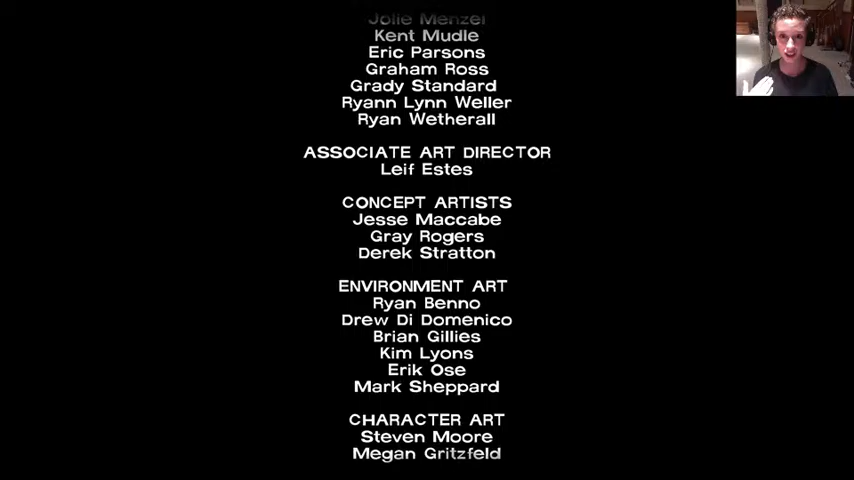 Jolie Menzel
Kent Mudle
Eric Parsons
Graham Ross
Grady Standard
Ryann Lynn Weller
Ryan Wetherall
ASSOCIATE ART DIRECTOR
Leif Estes
CONCEPT ARTISTS
Jesse Maccabe
Gray Rogers
Derek Stratton
ENVIRONMENT ART
Ryan Benno
Drew Di Domenico
Brian Gillies
Kim Lyons
Erik Ose
Mark Sheppard
CHARACTER ART
Steven Moore
Megan Gritzfeld